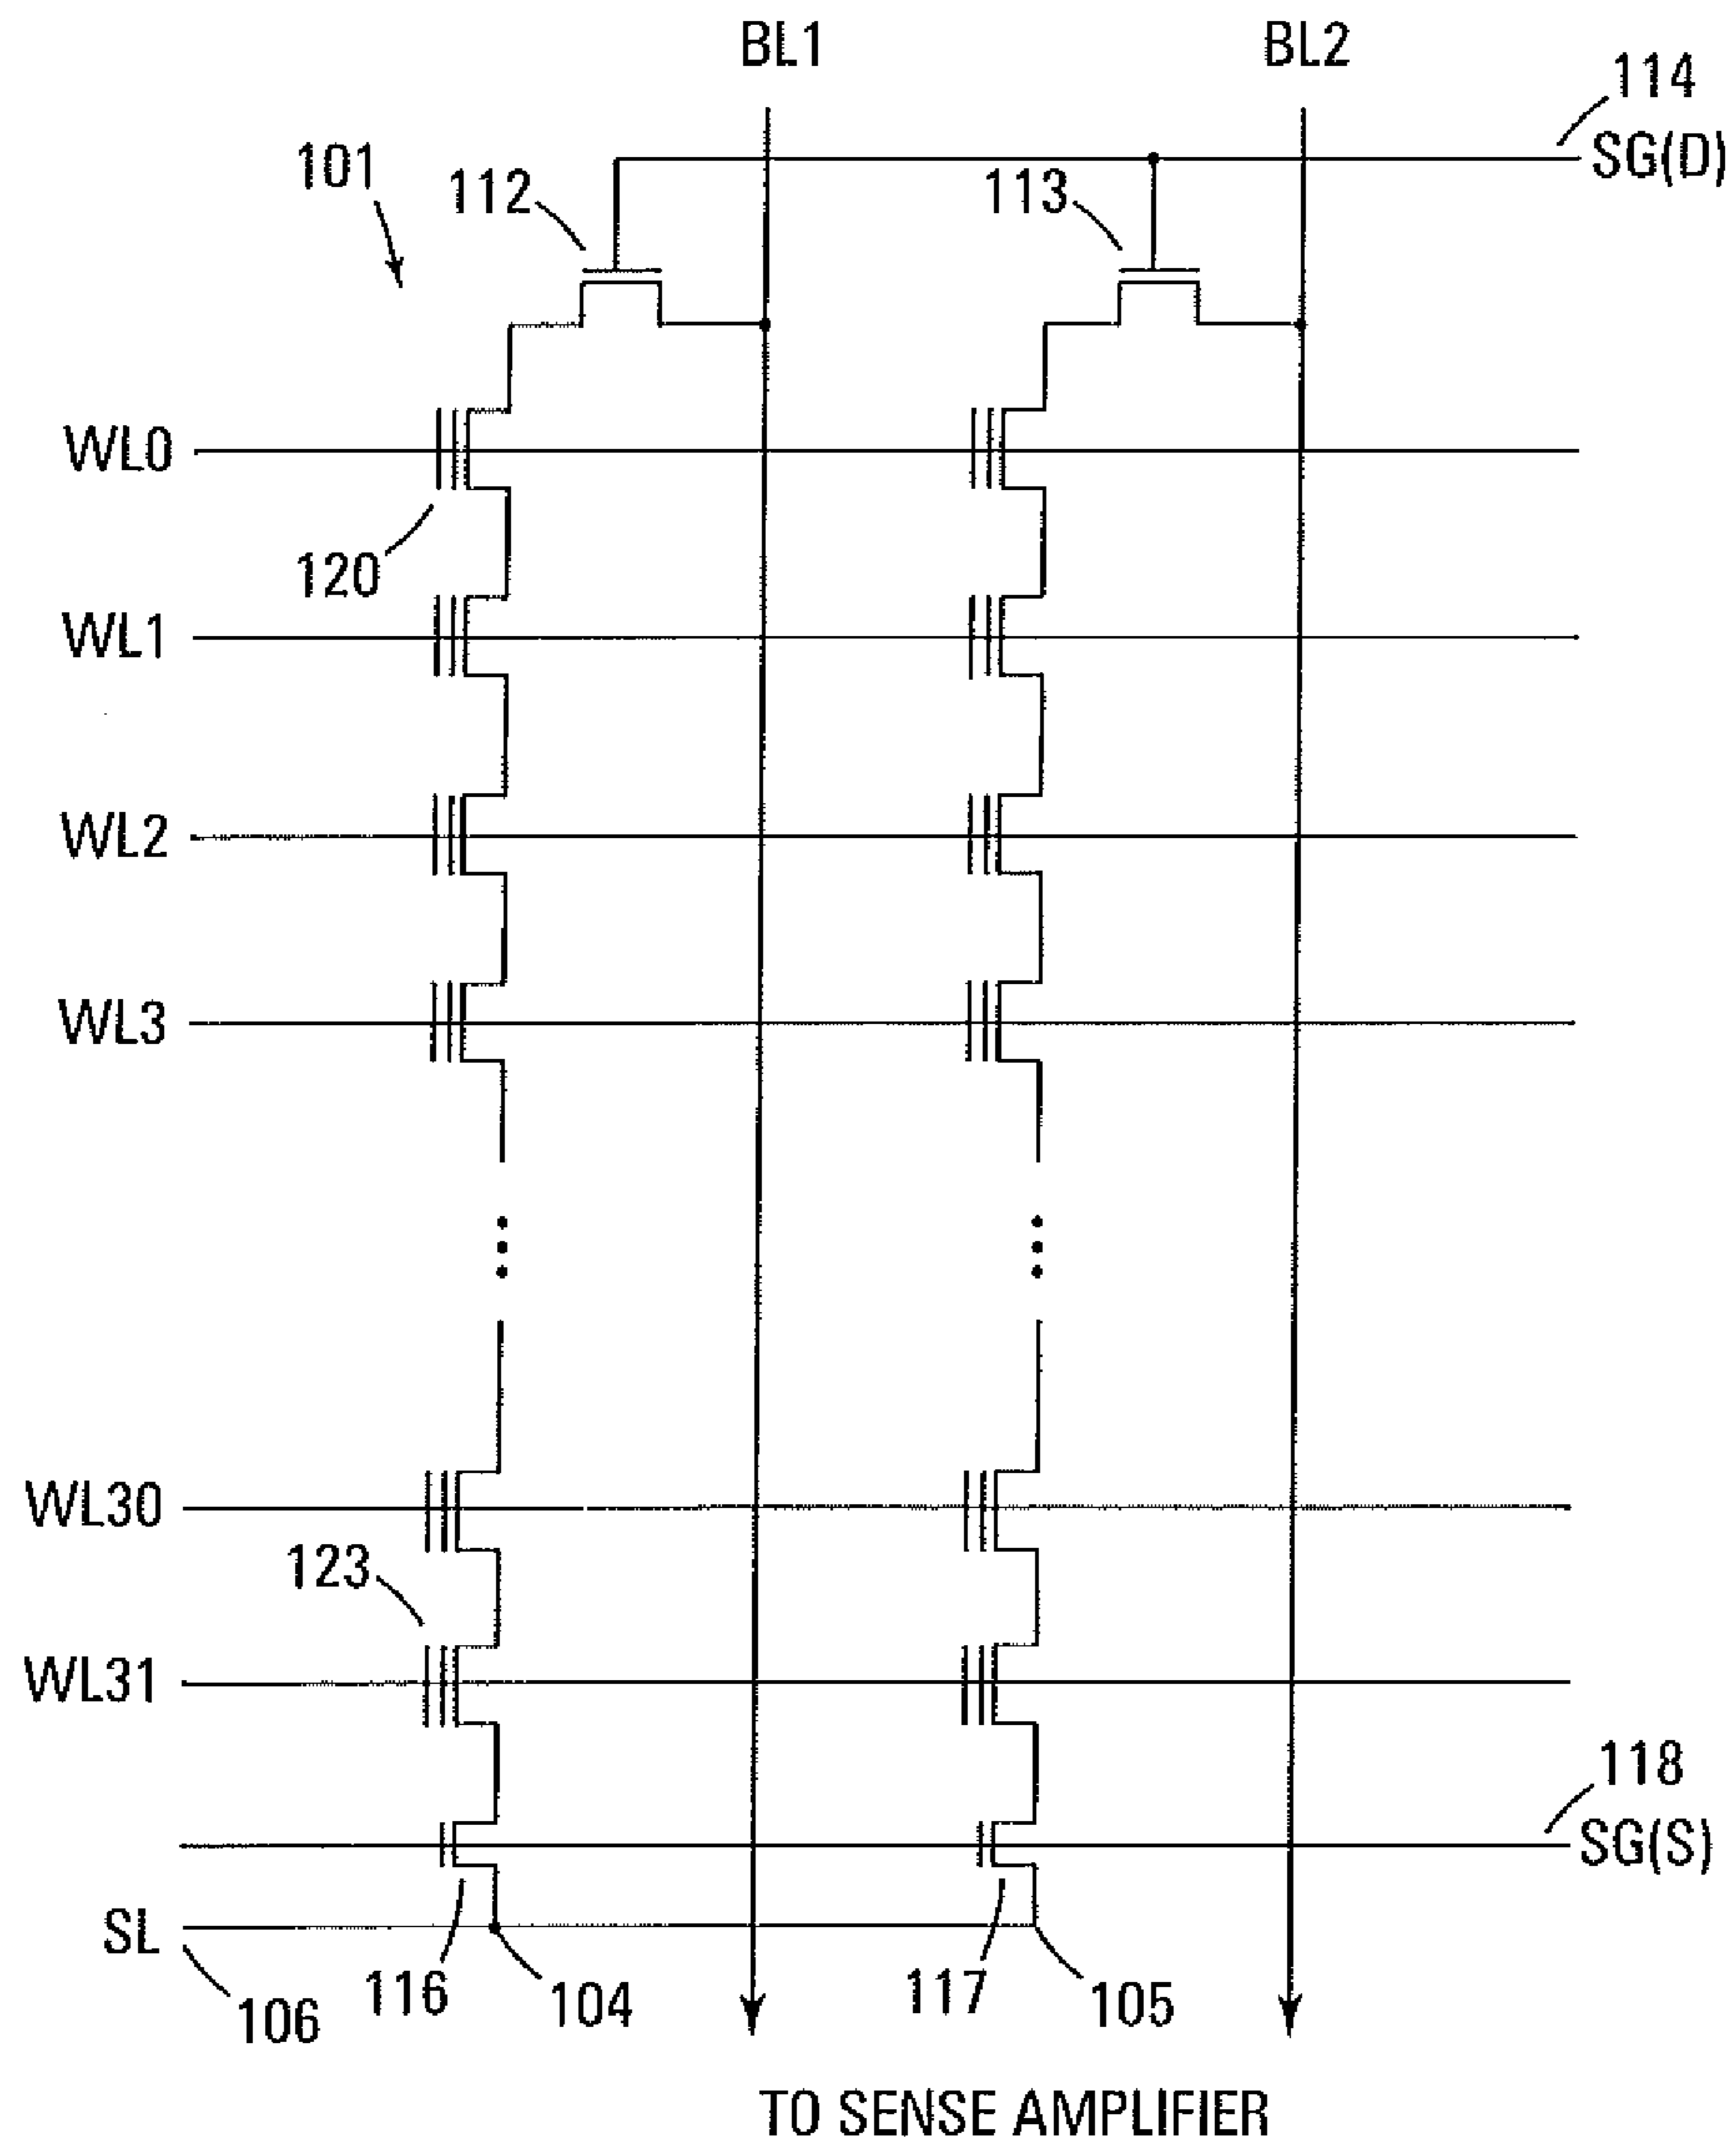 BL1
BL2
114
SG(D)
101
112
113
WL0
120
WL1
WL2
WL3
WL30
123
WL31
118
SG(S)
SL
106
116
104
117
105
TO SENSE AMPLIFIER